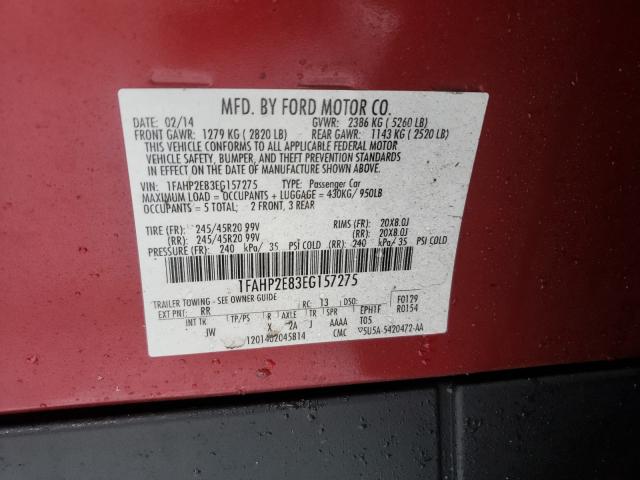 MFD. BY FORD MOTOR CO.
DATE: 02/14 GVWR: 2386 KG ( 5260 LB)
FRONT GAWR: 1279 KG ( 2820 LB) REAR GAWR: 1143 KG ( 2520 LB)
THIS VEHICLE CONFORMS TO ALL APPLICABLE FEDERAL MOTOR
VEHICLE SAFETY, BUMPER, AND THEFT PREVENTION STANDARDS
IN EFFECT ON THE DATE OF MANUFACTURE SHOWN ABOVE.
VIN: 1FAHP2E83EG157275 TYPE: Passenger Car
MAXIMUM LOAD = OCCUPANTS + LUGGAGE = 430KG/ 950LB
OCCUPANTS = 5 TOTAL: 2 FRONT, 3 REAR
TIRE (FR): 245/45R20 99V RIMS (FR): 20X8.0J
(RR): 245/45R20 99V (RR): 20X8.0J
PRESSURE (FR): 240 kPa/ 35 PSI COLD (RR): 240 kPa/ 35 PSI COLD
1FAHP2E83EG157275
TRAILER TOWING - SEE OWNER GUIDE
EXT PNT: RR RC: 13 DSO: F0129
INT TK TP/PS R AXLE TR SPR EPH1F R0154
JW X 2A J AAAA T05
1201402045814 CMC 5U5A-5420472-AA